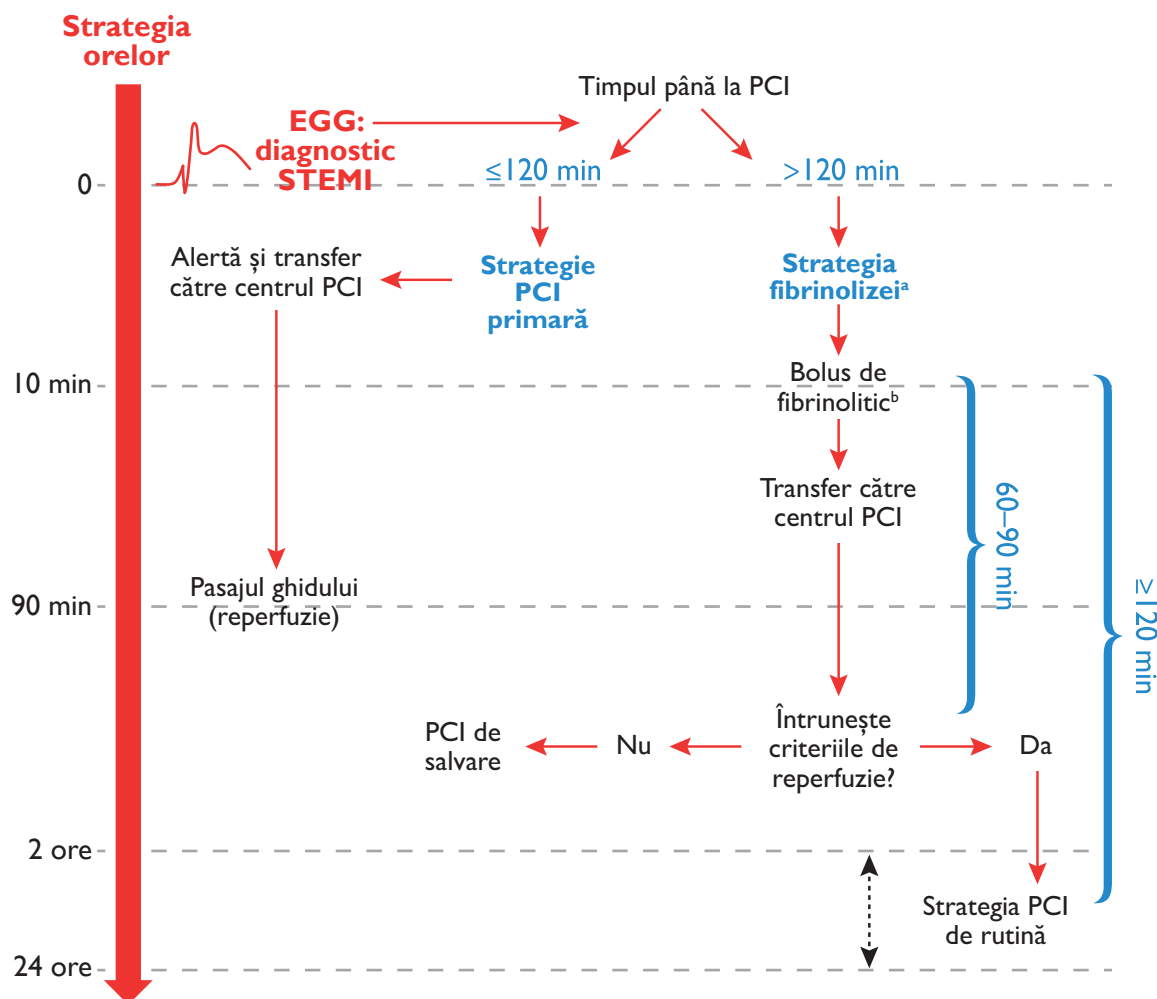 Strategia
orelor
Timpul până la PCI
EGG:
diagnostic
STEMI
≤120 min
>120 min
0
Alertă și transfer
către centrul PCI
Strategie
PCI
primară
Strategia
fibrinolizei^a
10 min
Bolus de
fibrinolitic^b
Transfer către
centrul PCI
60–90 min
≥120 min
Pasajul ghidului
(reperfuzie)
90 min
PCI de
salvare
Nu
Întrunește
criteriile de
reperfuzie?
Da
2 ore
Strategia PCI
de rutină
24 ore